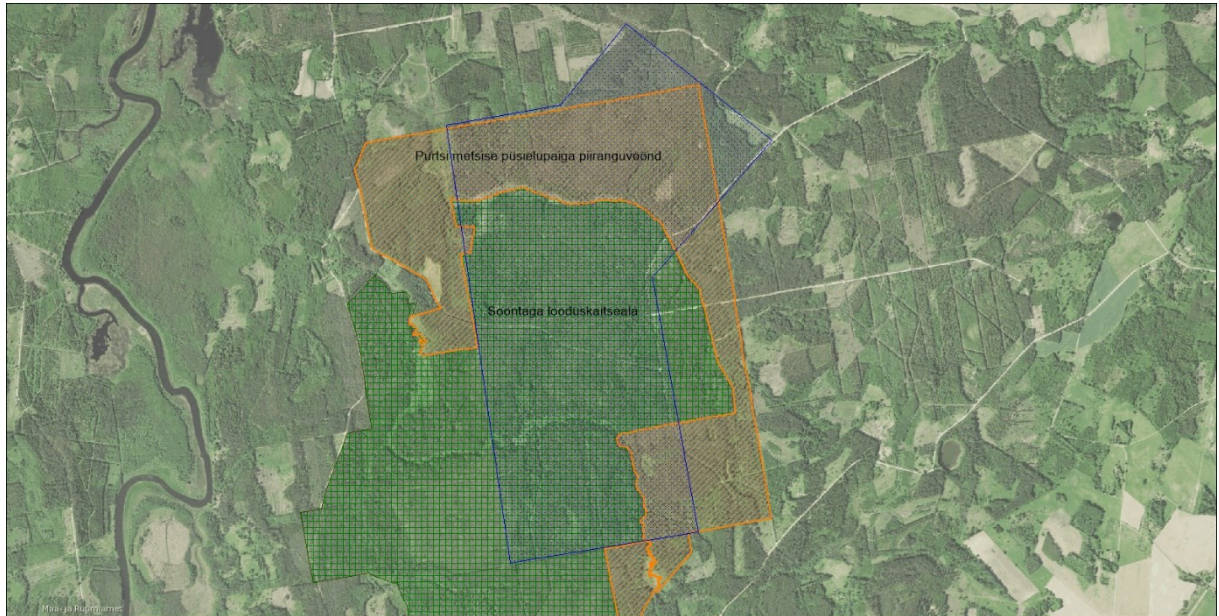 Purtsi metsise püsielupaiga piiranguvöönd
Soontaga looduskaitseala
Maa- ja Ruumiamet